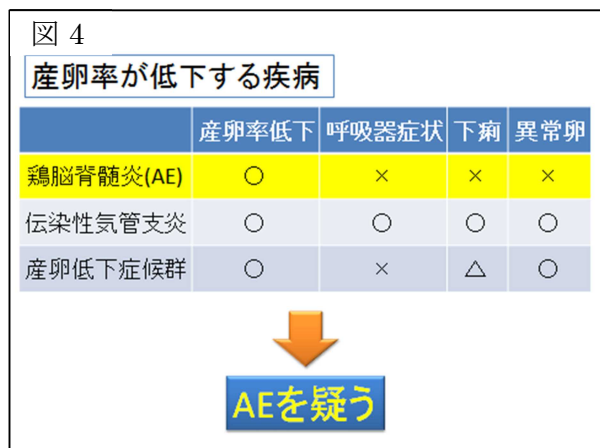 図 4
産卵率が低下する疾病
産卵率低下 呼吸器症状 下痢 異常卵
鶏脳脊髄炎(AE) ○ × × ×
伝染性気管支炎 ○ ○ ○ ○
産卵低下症候群 ○ × △ ○
AEを疑う